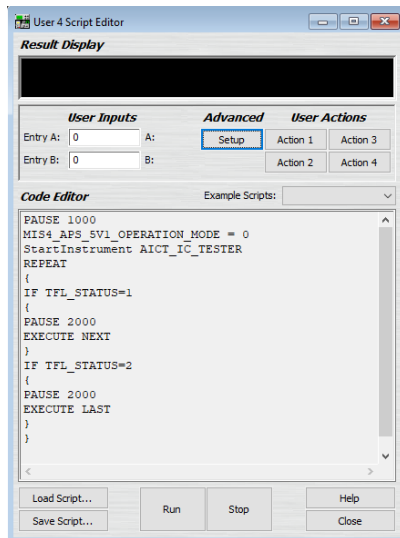 User 4 Script Editor
Result Display
User Inputs Advanced User Actions
Entry A: 0 A: Setup Action 1 Action 3
Entry B: 0 B: Action 2 Action 4
Code Editor Example Scripts:
PAUSE 1000
MIS4_APS_5V1_OPERATION_MODE = 0
StartInstrument AICT_IC_TESTER
REPEAT
{
IF TFL_STATUS=1
{
PAUSE 2000
EXECUTE NEXT
}
IF TFL_STATUS=2
{
PAUSE 2000
EXECUTE LAST
}
}
Load Script... Run Stop Help
Save Script... Close